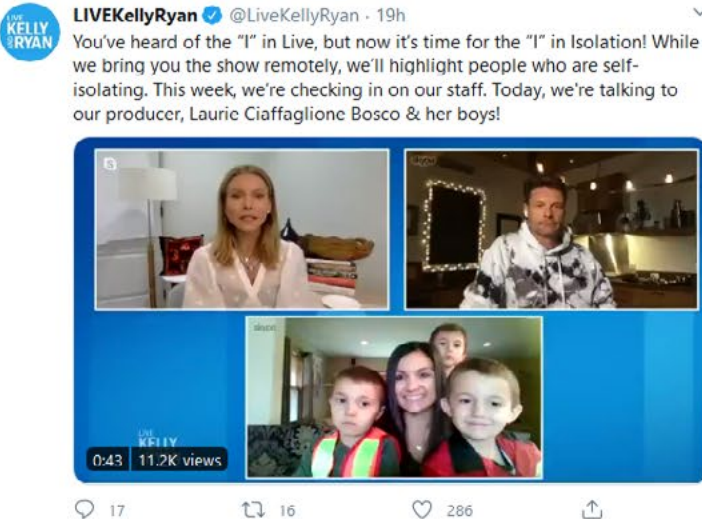 LIVE
KELLY
&RYAN
LIVEKellyRyan @LiveKellyRyan · 19h
You've heard of the "I" in Live, but now it's time for the "I" in Isolation! While
we bring you the show remotely, we'll highlight people who are self-
isolating. This week, we're checking in on our staff. Today, we're talking to
our producer, Laurie Ciaffaglione Bosco & her boys!
skype
skype
LIVE
KELLY
0:43 11.2K views
17 16 286